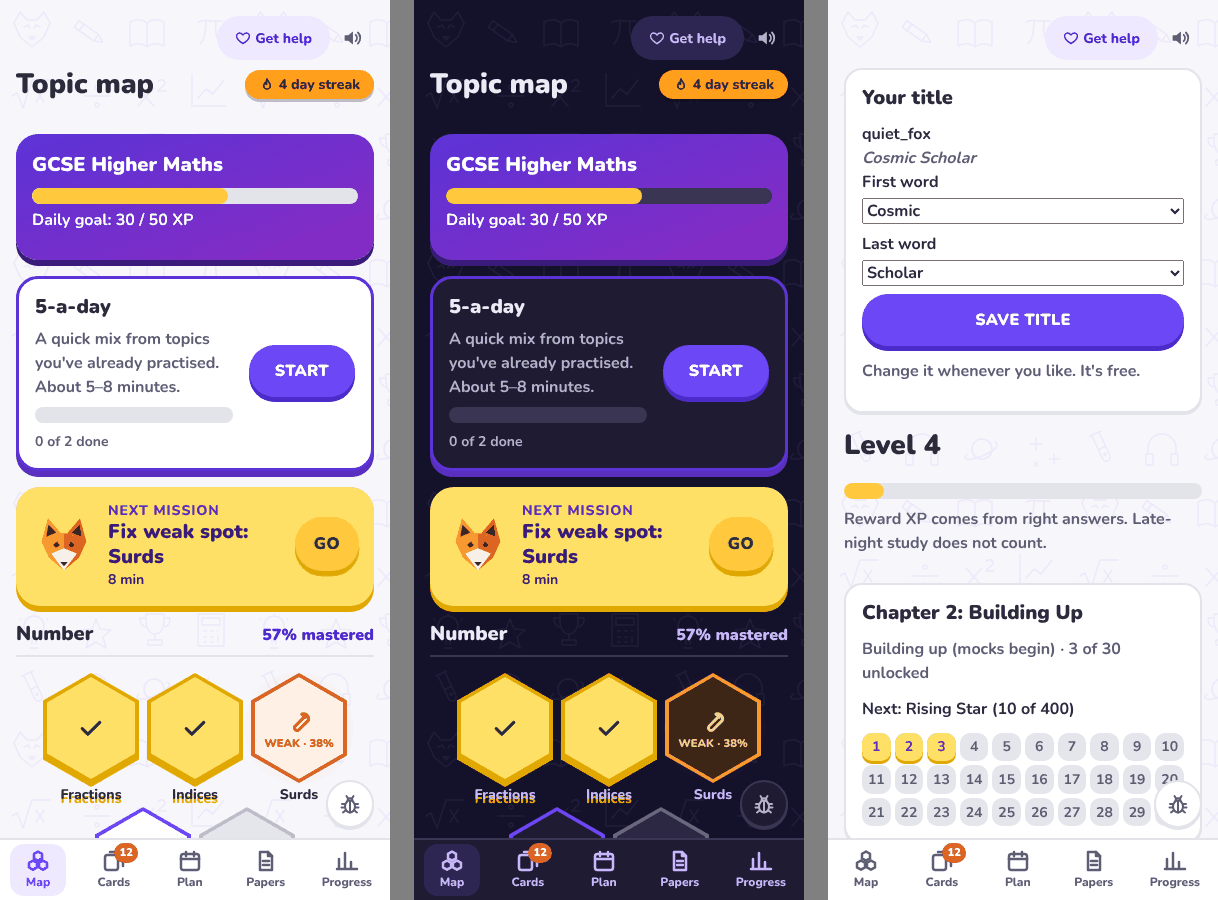 Get help
Topic map
4 day streak
GCSE Higher Maths
Daily goal: 30 / 50 XP
5-a-day
A quick mix from topics
you've already practised.
About 5–8 minutes.
START
0 of 2 done
NEXT MISSION
Fix weak spot:
Surds
8 min
GO
Number
57% mastered
WEAK · 38%
Fractions
Indices
Surds
12
Map
Cards
Plan
Papers
Progress
Get help
Topic map
4 day streak
GCSE Higher Maths
Daily goal: 30 / 50 XP
5-a-day
A quick mix from topics
you've already practised.
About 5–8 minutes.
START
0 of 2 done
NEXT MISSION
Fix weak spot:
Surds
8 min
GO
Number
57% mastered
WEAK · 38%
Fractions
Indices
Surds
12
Map
Cards
Plan
Papers
Progress
Get help
Your title
quiet_fox
Cosmic Scholar
First word
Cosmic
Last word
Scholar
SAVE TITLE
Change it whenever you like. It's free.
Level 4
Reward XP comes from right answers. Late-
night study does not count.
Chapter 2: Building Up
Building up (mocks begin) · 3 of 30
unlocked
Next: Rising Star (10 of 400)
1 2 3 4 5 6 7 8 9 10
11 12 13 14 15 16 17 18 19 20
21 22 23 24 25 26 27 28 29
12
Map
Cards
Plan
Papers
Progress